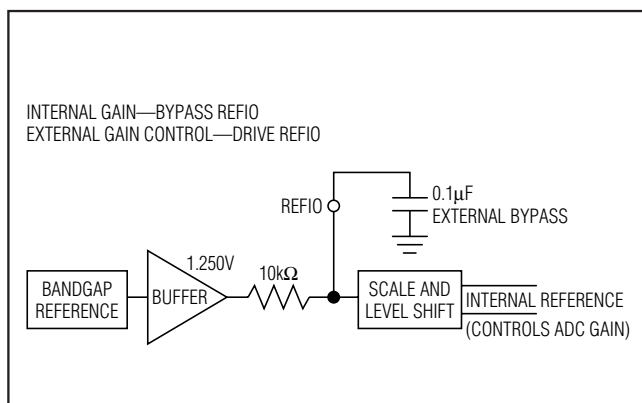 INTERNAL GAIN—BYPASS REFIO
EXTERNAL GAIN CONTROL—DRIVE REFIO
REFIO
0.1μF
EXTERNAL BYPASS
1.250V
10kΩ
BANDGAP
REFERENCE
BUFFER
SCALE AND
LEVEL SHIFT
INTERNAL REFERENCE
(CONTROLS ADC GAIN)